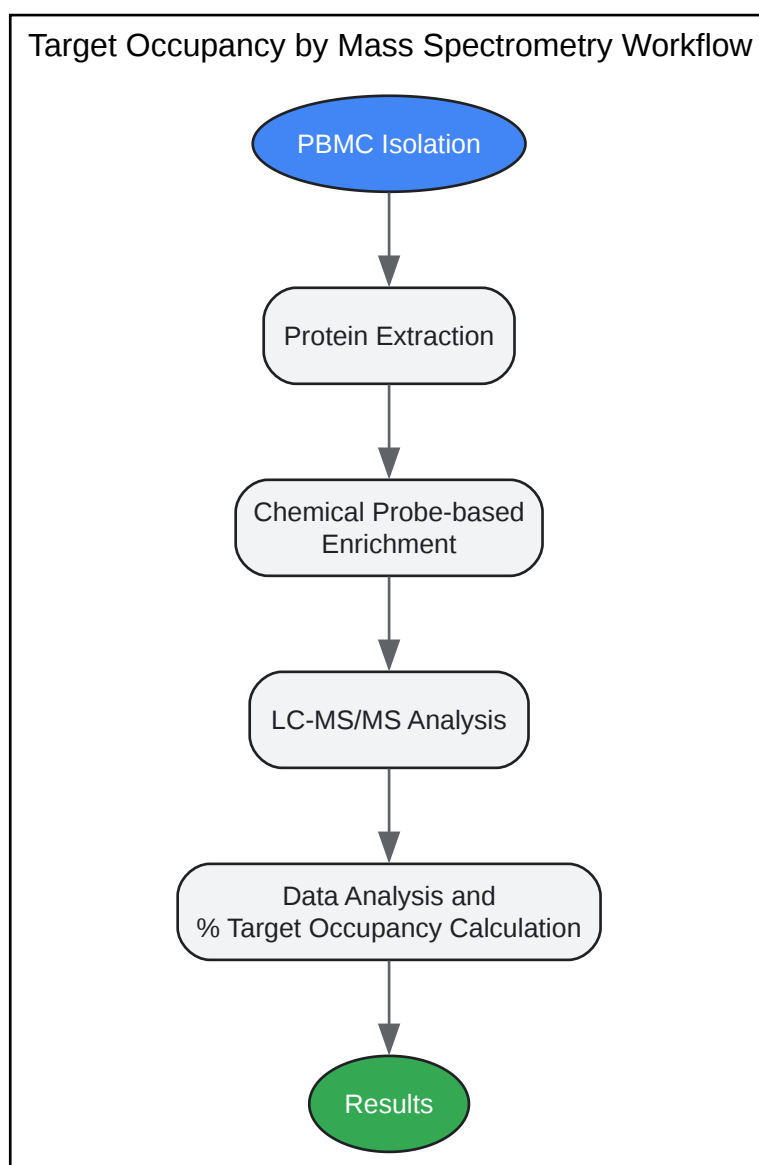 Target Occupancy by Mass Spectrometry Workflow
PBMC Isolation
Protein Extraction
Chemical Probe-based
Enrichment
LC-MS/MS Analysis
Data Analysis and
% Target Occupancy Calculation
Results